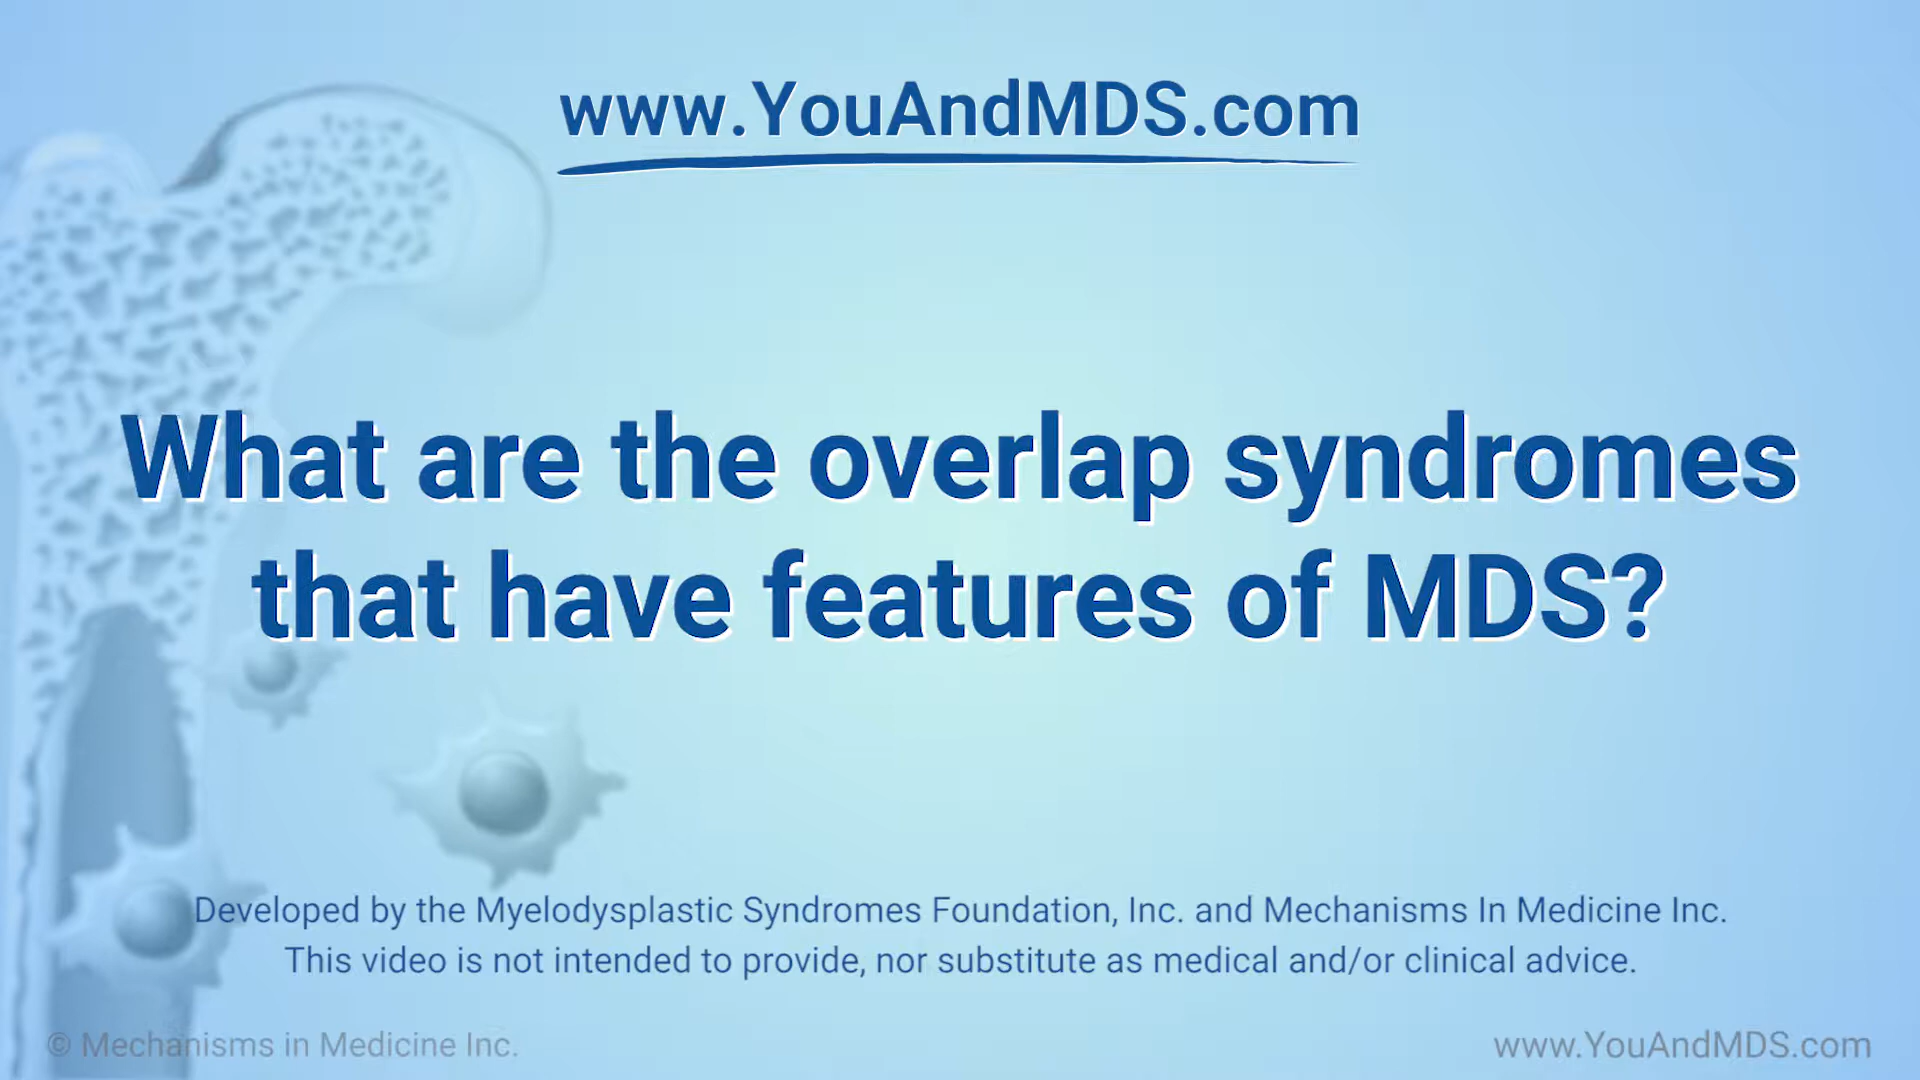 www.YouAndMDS.com
What are the overlap syndromes
that have features of MDS?
Developed by the Myelodysplastic Syndromes Foundation, Inc. and Mechanisms In Medicine Inc.
This video is not intended to provide, nor substitute as medical and/or clinical advice.
© Mechanisms in Medicine Inc.
www.YouAndMDS.com